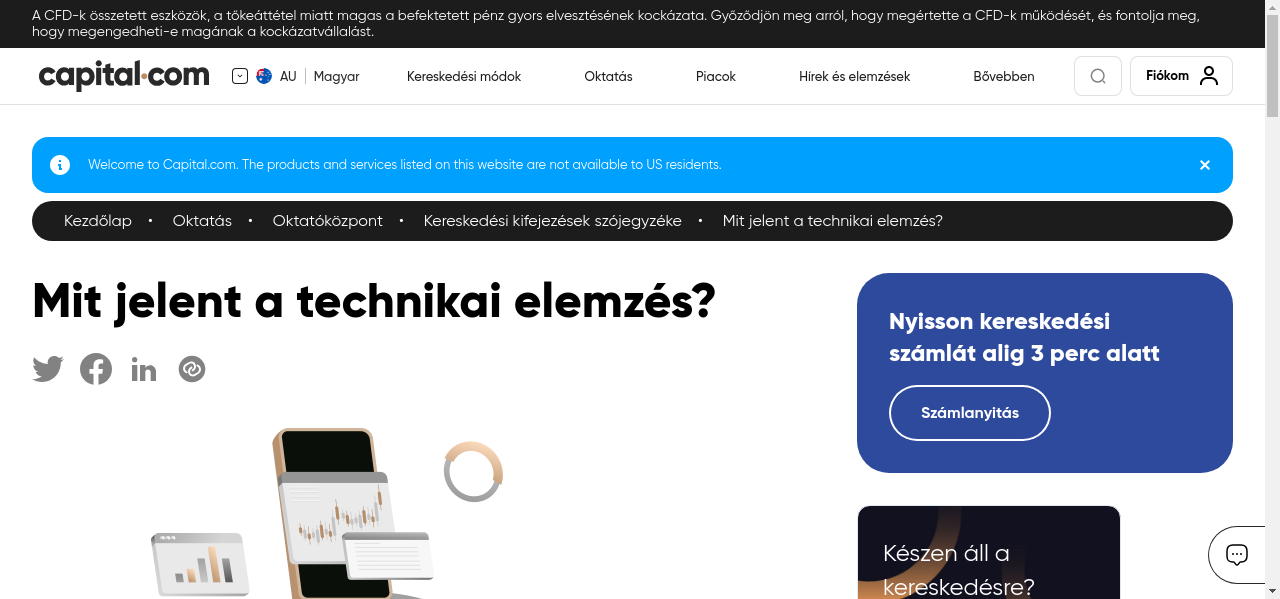 A CFD-k összetett eszközök, a tőkeáttétel miatt magas a befektetett pénz gyors elvesztésének kockázata. Győződjön meg arról, hogy megértette a CFD-k működését, és fontolja meg,
hogy megengedheti-e magának a kockázatvállalást.
capital.com AU Magyar Kereskedési módok Oktatás Piacok Hírek és elemzések Bővebben Fiókom
Welcome to Capital.com. The products and services listed on this website are not available to US residents.
Kezdőlap • Oktatás • Oktatóközpont • Kereskedési kifejezések szójegyzéke • Mit jelent a technikai elemzés?
Mit jelent a technikai elemzés?
Nyisson kereskedési
számlát alig 3 perc alatt
Számlanyitás
Készen áll a
kereskedésre?